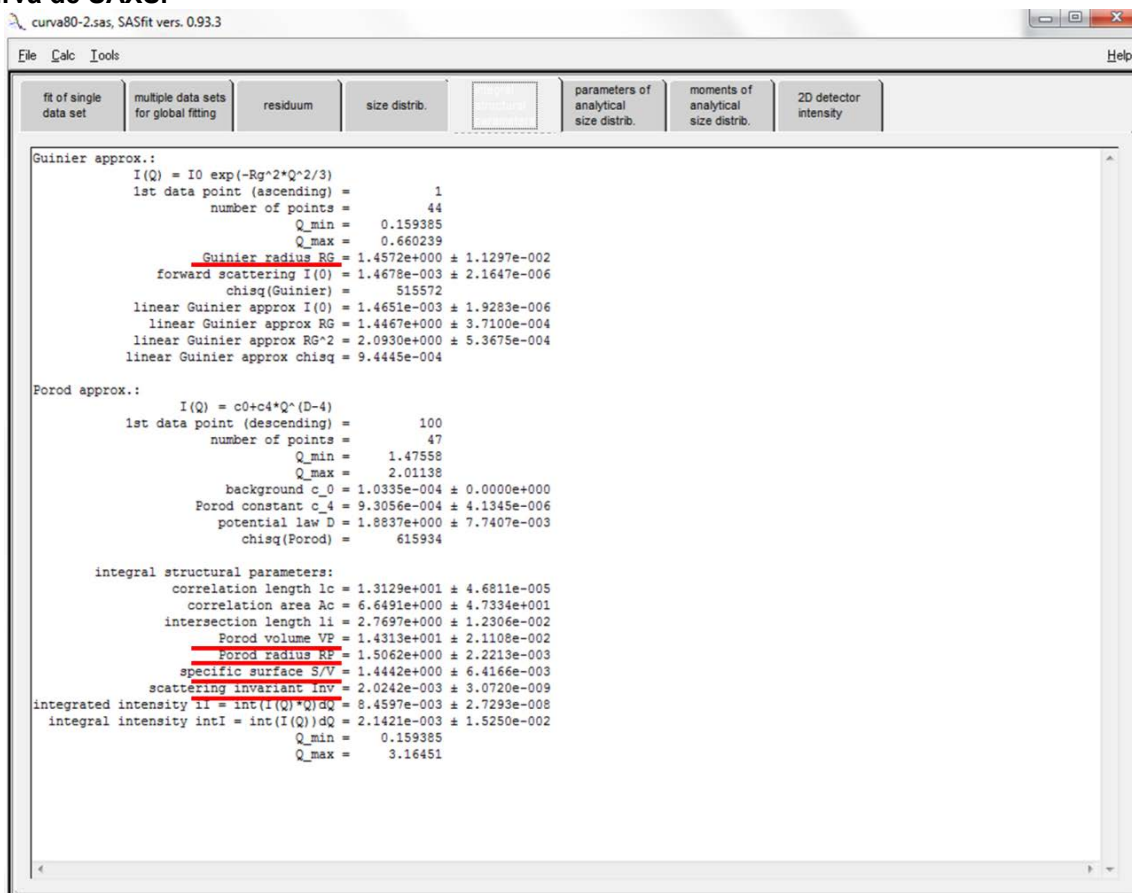 curva de SAXS.
curva80-2.sas, SASfit vers. 0.93.3
File Calc Tools Help
fit of single data set
multiple data sets for global fitting
residuum
size distrib.
integral structural parameters
parameters of analytical size distrib.
moments of analytical size distrib.
2D detector intensity
Guinier approx.:
I(Q) = I0 exp(-Rg^2*Q^2/3)
1st data point (ascending) = 1
number of points = 44
Q_min = 0.159385
Q_max = 0.660239
Guinier radius RG = 1.4572e+000 ± 1.1297e-002
forward scattering I(0) = 1.4678e-003 ± 2.1647e-006
chisq(Guinier) = 515572
linear Guinier approx I(0) = 1.4651e-003 ± 1.9283e-006
linear Guinier approx RG = 1.4467e+000 ± 3.7100e-004
linear Guinier approx RG^2 = 2.0930e+000 ± 5.3675e-004
linear Guinier approx chisq = 9.4445e-004
Porod approx.:
I(Q) = c0+c4*Q^(D-4)
1st data point (descending) = 100
number of points = 47
Q_min = 1.47558
Q_max = 2.01138
background c_0 = 1.0335e-004 ± 0.0000e+000
Porod constant c_4 = 9.3056e-004 ± 4.1345e-006
potential law D = 1.8837e+000 ± 7.7407e-003
chisq(Porod) = 615934
integral structural parameters:
correlation length lc = 1.3129e+001 ± 4.6811e-005
correlation area Ac = 6.6491e+000 ± 4.7334e+001
intersection length li = 2.7697e+000 ± 1.2306e-002
Porod volume VP = 1.4313e+001 ± 2.1108e-002
Porod radius RP = 1.5062e+000 ± 2.2213e-003
specific surface S/V = 1.4442e+000 ± 6.4166e-003
scattering invariant Inv = 2.0242e-003 ± 3.0720e-009
integrated intensity iI = int(I(Q)*Q)dQ = 8.4597e-003 ± 2.7293e-008
integral intensity intI = int(I(Q))dQ = 2.1421e-003 ± 1.5250e-002
Q_min = 0.159385
Q_max = 3.16451